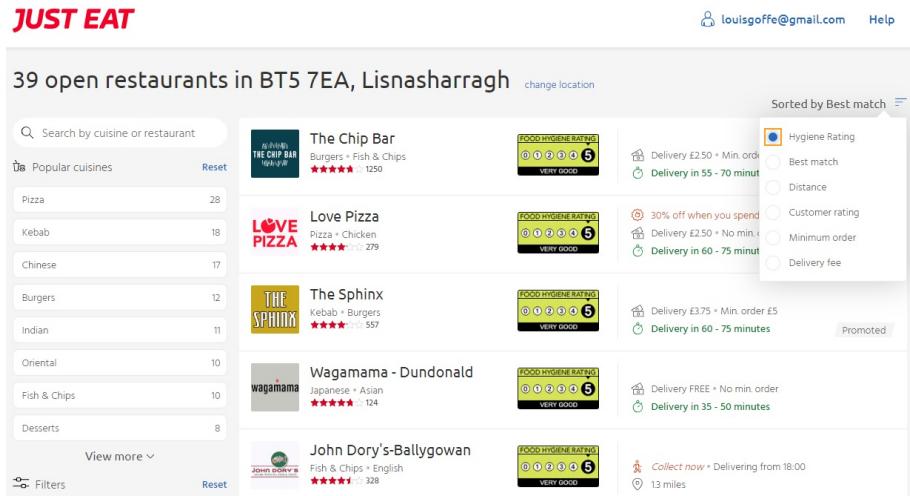 JUST EAT
louisgoffe@gmail.com Help
39 open restaurants in BT5 7EA, Lisnasharragh change location
Sorted by Best match
Search by cuisine or restaurant
Popular cuisines Reset
Pizza 28
Kebab 18
Chinese 17
Burgers 12
Indian 11
Oriental 10
Fish & Chips 10
Desserts 8
View more
Filters Reset
THE CHIP BAR
The Chip Bar
Burgers • Fish & Chips
1250
FOOD HYGIENE RATING
0 1 2 3 4 5
VERY GOOD
Delivery £2.50 • Min.
Delivery in 55 - 70
LOVE
PIZZA
Love Pizza
Pizza • Chicken
279
FOOD HYGIENE RATING
0 1 2 3 4 5
VERY GOOD
30% off when you spend
Delivery £2.50 • No min.
Delivery in 60 - 75
THE
SPHINX
The Sphinx
Kebab • Burgers
557
FOOD HYGIENE RATING
0 1 2 3 4 5
VERY GOOD
Delivery £3.75 • Min. order £5
Delivery in 60 - 75 minutes
Promoted
wagamama
Wagamama - Dundonald
Japanese • Asian
124
FOOD HYGIENE RATING
0 1 2 3 4 5
VERY GOOD
Delivery FREE • No min. order
Delivery in 35 - 50 minutes
JOHN DORY'S
John Dory's-Ballygowan
Fish & Chips • English
328
FOOD HYGIENE RATING
0 1 2 3 4 5
VERY GOOD
Collect now • Delivering from 18:00
1.3 miles
Hygiene Rating
Best match
Distance
Customer rating
Minimum order
Delivery fee